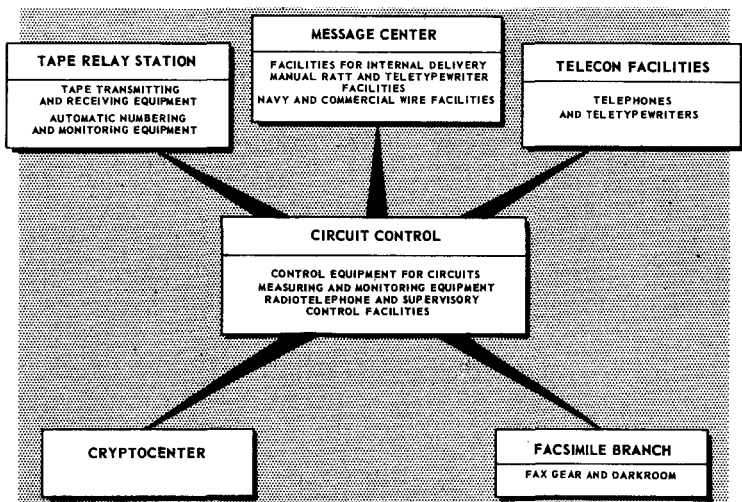 MESSAGE CENTER
FACILITIES FOR INTERNAL DELIVERY
MANUAL RATT AND TELETYPEWRITER
FACILITIES
NAVY AND COMMERCIAL WIRE FACILITIES
TAPE RELAY STATION
TAPE TRANSMITTING
AND RECEIVING EQUIPMENT
AUTOMATIC NUMBERING
AND MONITORING EQUIPMENT
TELECON FACILITIES
TELEPHONES
AND TELETYPEWRITERS
CIRCUIT CONTROL
CONTROL EQUIPMENT FOR CIRCUITS
MEASURING AND MONITORING EQUIPMENT
RADIOTELEPHONE AND SUPERVISORY
CONTROL FACILITIES
CRYPTOCENTER
FACSIMILE BRANCH
FAX GEAR AND DARKROOM